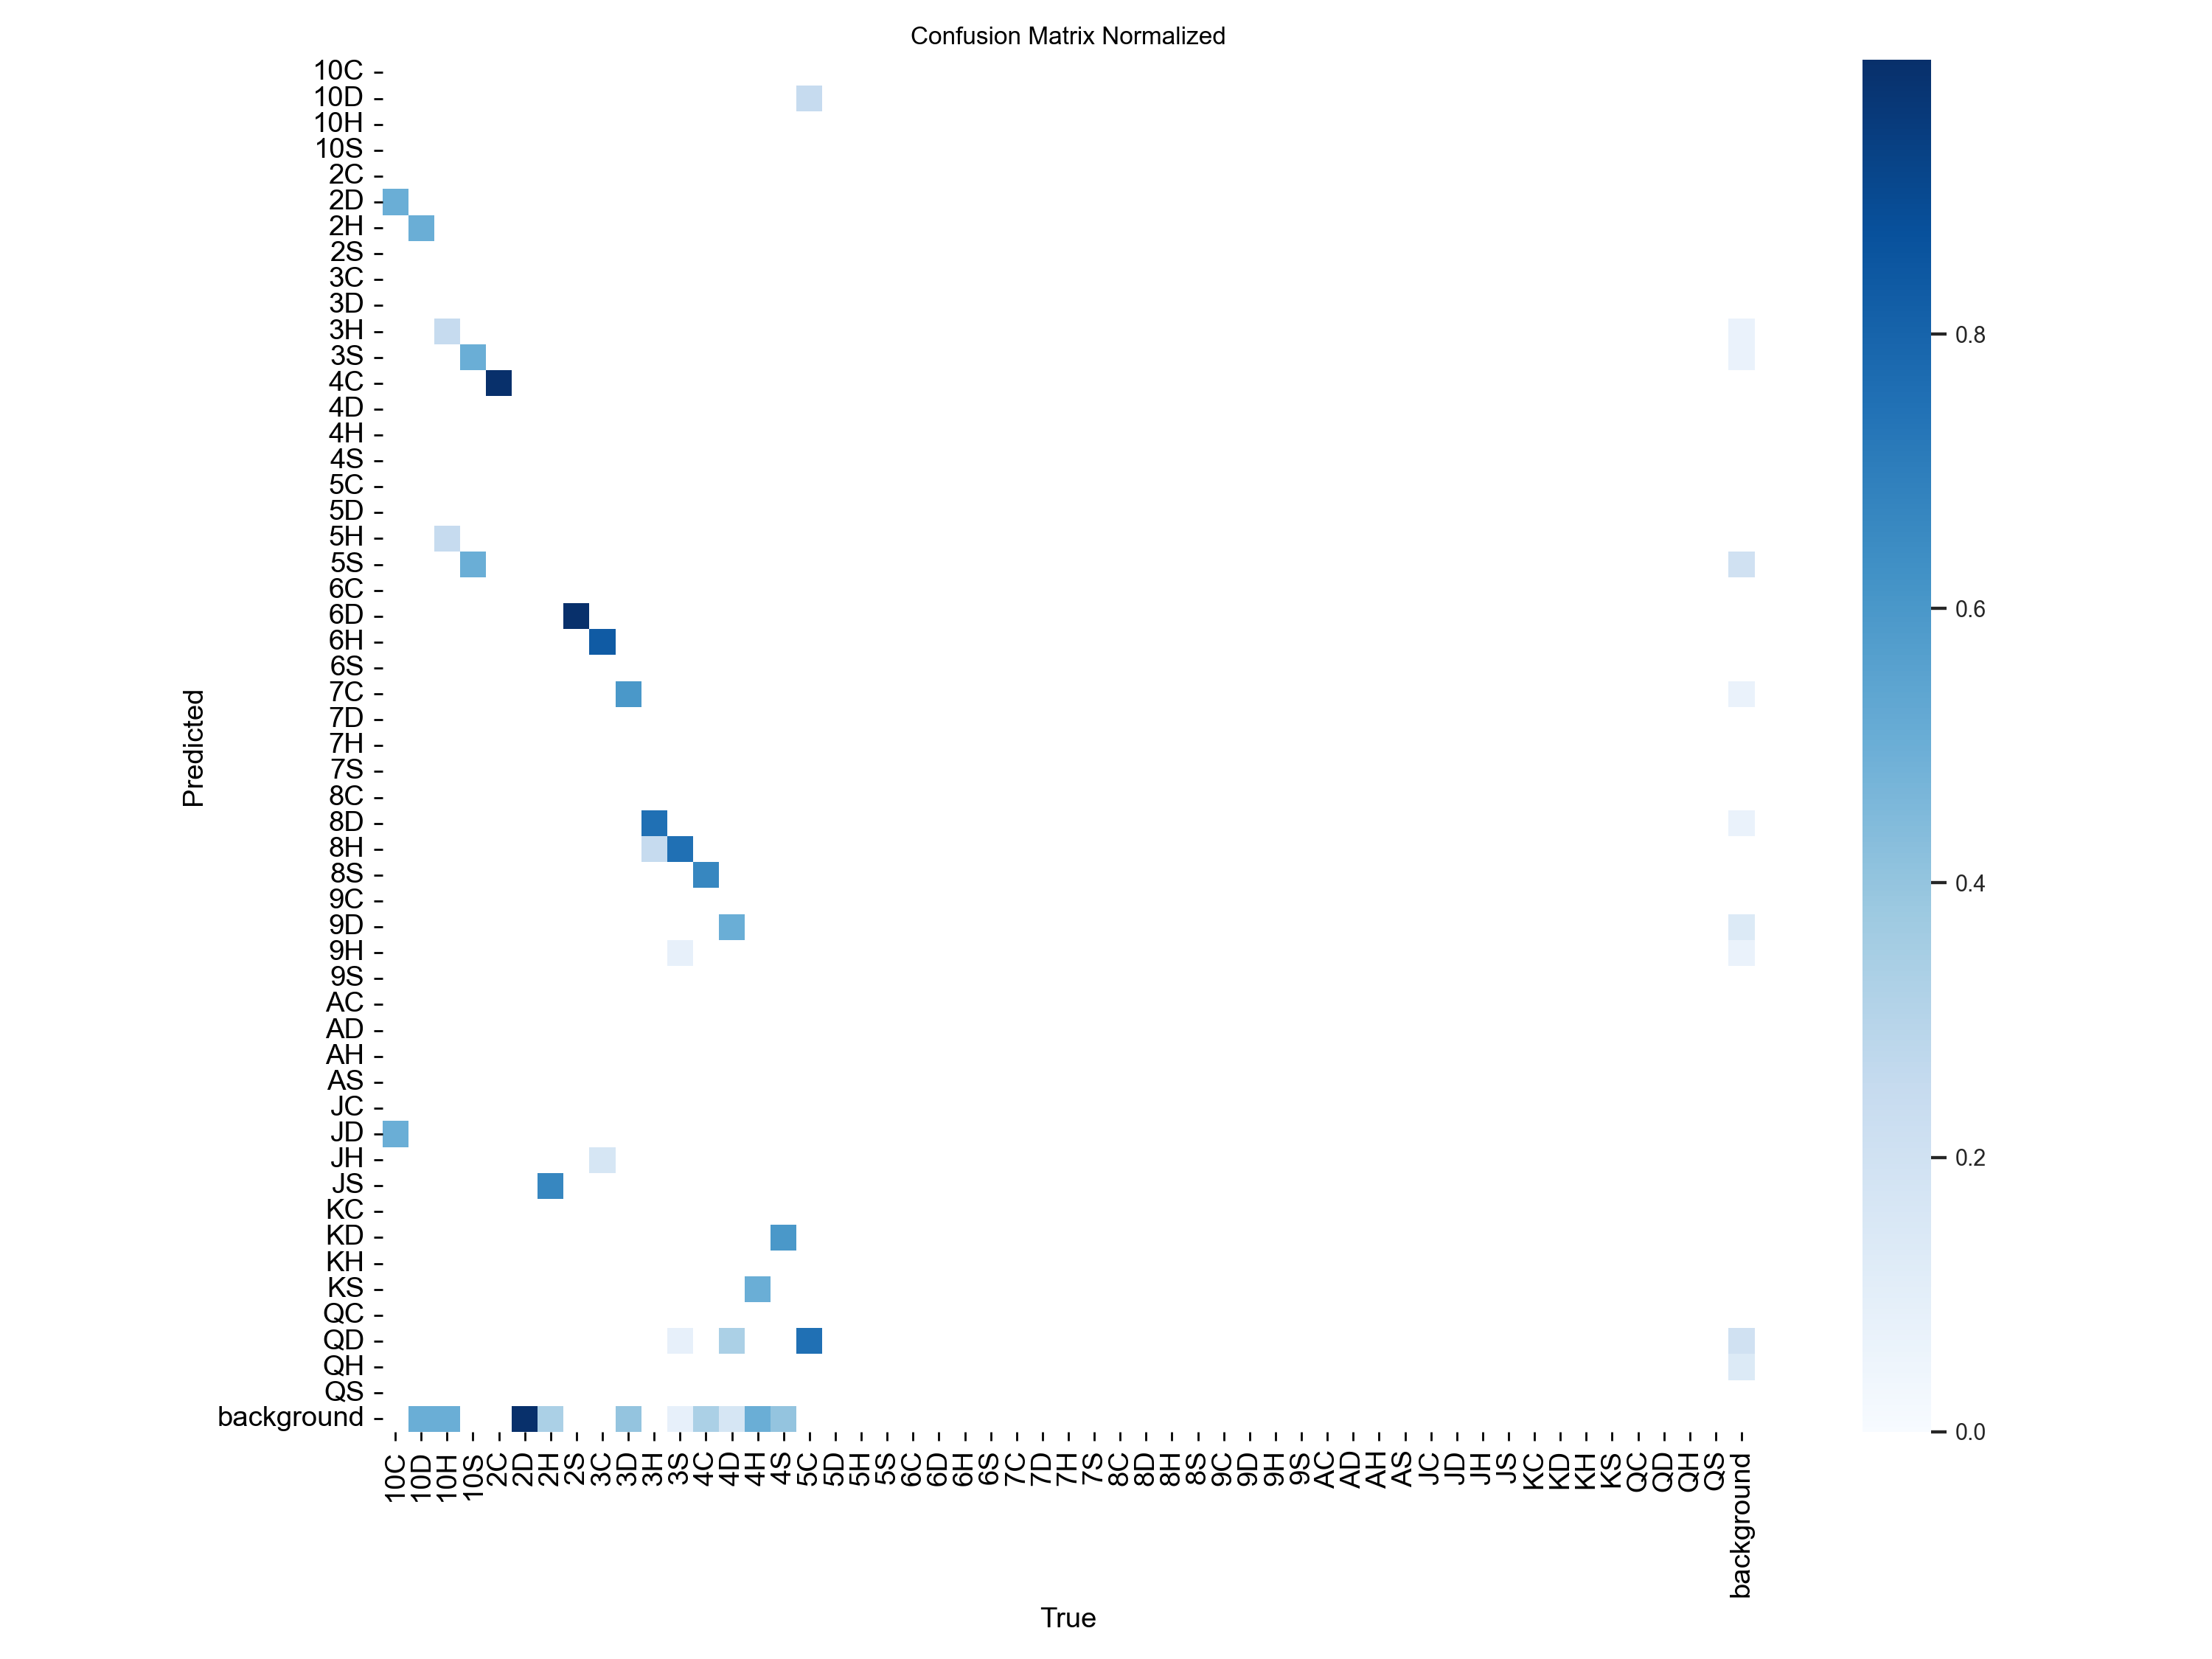 Confusion Matrix Normalized
10C
10D
10H
10S
2C
2D
2H
2S
3C
3D
3H
3S
4C
4D
4H
4S
5C
5D
5H
5S
6C
6D
6H
6S
7C
7D
7H
7S
8C
8D
8H
8S
9C
9D
9H
9S
AC
AD
AH
AS
JC
JD
JH
JS
KC
KD
KH
KS
QC
QD
QH
QS
background
Predicted
10C 10D 10H 10S 2C 2D 2H 2S 3C 3D 3H 3S 4C 4D 4H 4S 5C 5D 5H 5S 6C 6D 6H 6S 7C 7D 7H 7S 8C 8D 8H 8S 9C 9D 9H 9S AC AD AH AS JC JD JH JS KC KD KH KS QC QD QH QS background
True
0.8
0.6
0.4
0.2
0.0